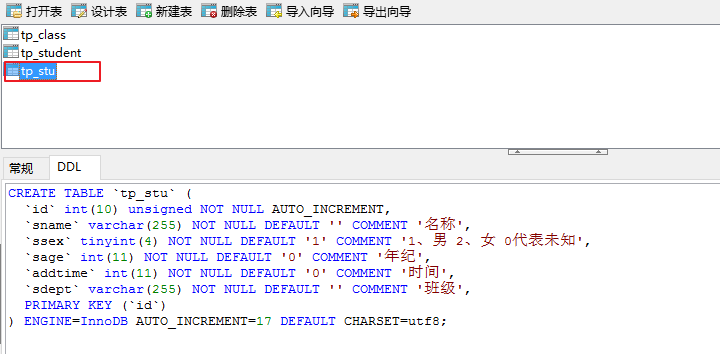 打开表 设计表 新建表 删除表 导入向导 导出向导
tp_class
tp_student
tp_stu
常规 DDL
CREATE TABLE `tp_stu` (
  `id` int(10) unsigned NOT NULL AUTO_INCREMENT,
  `sname` varchar(255) NOT NULL DEFAULT '' COMMENT '名称',
  `ssex` tinyint(4) NOT NULL DEFAULT '1' COMMENT '1、男 2、女 0代表未知',
  `sage` int(11) NOT NULL DEFAULT '0' COMMENT '年纪',
  `addtime` int(11) NOT NULL DEFAULT '0' COMMENT '时间',
  `sdept` varchar(255) NOT NULL DEFAULT '' COMMENT '班级',
  PRIMARY KEY (`id`)
) ENGINE=InnoDB AUTO_INCREMENT=17 DEFAULT CHARSET=utf8;